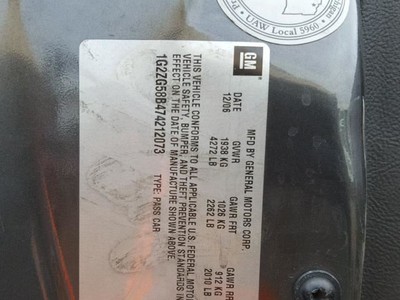 UAW Local 5960
GM
MFD BY GENERAL MOTORS CORP.
DATE GVWR GAWR FRT GAWR RR
12/06 1938 KG 1026 KG 912 KG
4272 LB 2262 LB 2010 LB
THIS VEHICLE CONFORMS TO ALL APPLICABLE U.S. FEDERAL MOTOR
VEHICLE SAFETY, BUMPER, AND THEFT PREVENTION STANDARDS IN
EFFECT ON THE DATE OF MANUFACTURE SHOWN ABOVE.
1G2ZG58B474212073 TYPE: PASS CAR